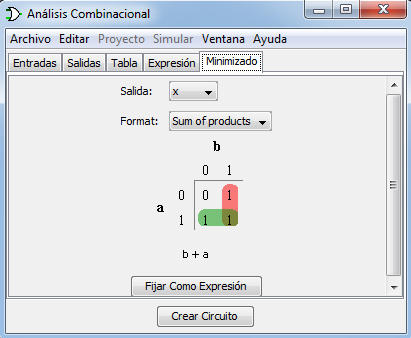 Análisis Combinacional
Archivo Editar Proyecto Simular Ventana Ayuda
Entradas Salidas Tabla Expresión Minimizado
Salida: x
Format: Sum of products
b
0 1
0 0 1
a
1 1 1
b + a
Fijar Como Expresión
Crear Circuito